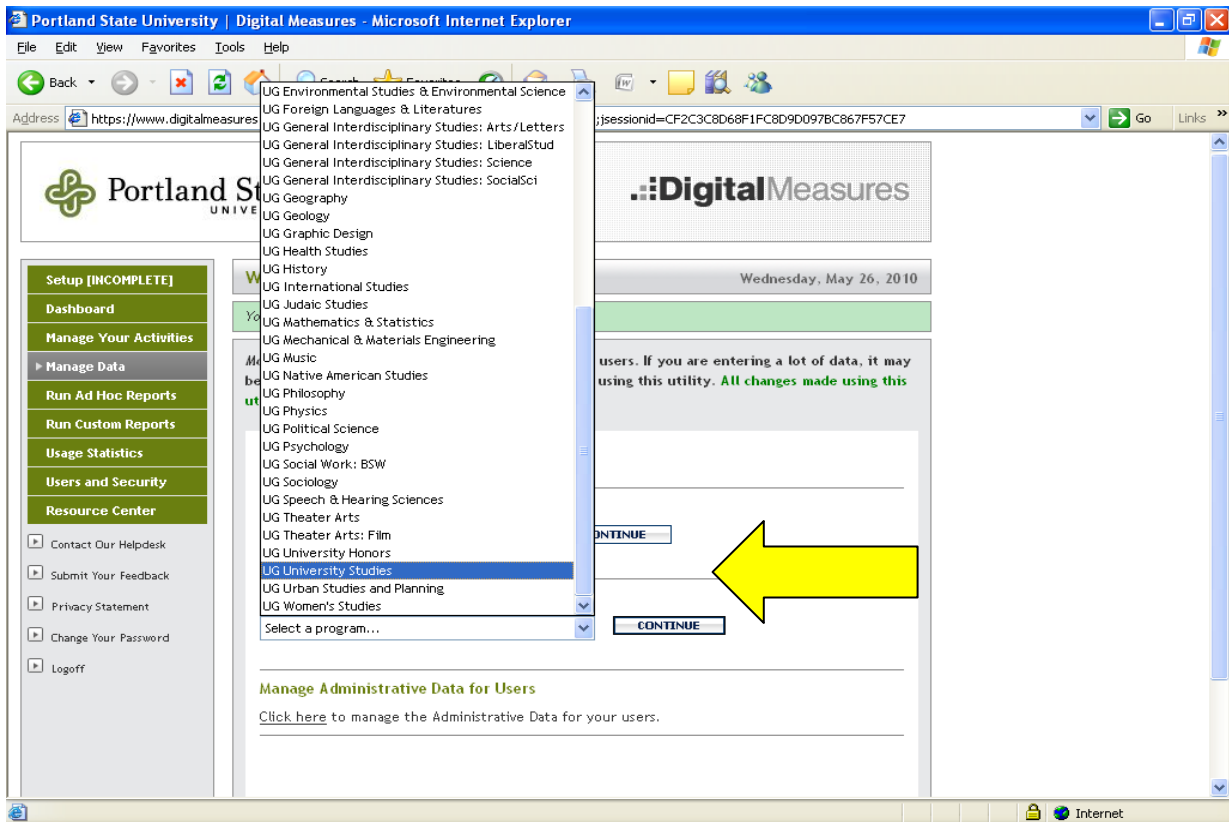 Portland State University | Digital Measures - Microsoft Internet Explorer
File Edit View Favorites Tools Help
Back Search Favorites
Address https://www.digitalmeasures ;jsessionid=CF2C3C8D68F1FC8D9D097BC867F57CE7 Go Links »
Portland St
UNIVE
.::DigitalMeasures
Setup [INCOMPLETE]
Dashboard
Manage Your Activities
Manage Data
Run Ad Hoc Reports
Run Custom Reports
Usage Statistics
Users and Security
Resource Center
Contact Our Helpdesk
Submit Your Feedback
Privacy Statement
Change Your Password
Logoff
W
Wednesday, May 26, 2010
Yo
users. If you are entering a lot of data, it may
be using this utility. All changes made using this
ut
UG Environmental Studies & Environmental Science
UG Foreign Languages & Literatures
UG General Interdisciplinary Studies: Arts/Letters
UG General Interdisciplinary Studies: LiberalStud
UG General Interdisciplinary Studies: Science
UG General Interdisciplinary Studies: SocialSci
UG Geography
UG Geology
UG Graphic Design
UG Health Studies
UG History
UG International Studies
UG Judaic Studies
UG Mathematics & Statistics
UG Mechanical & Materials Engineering
UG Music
UG Native American Studies
UG Philosophy
UG Physics
UG Political Science
UG Psychology
UG Social Work: BSW
UG Sociology
UG Speech & Hearing Sciences
UG Theater Arts
UG Theater Arts: Film
UG University Honors
UG University Studies
UG Urban Studies and Planning
UG Women's Studies
ONTINUE
Select a program... CONTINUE
Manage Administrative Data for Users
Click here to manage the Administrative Data for your users.
Internet